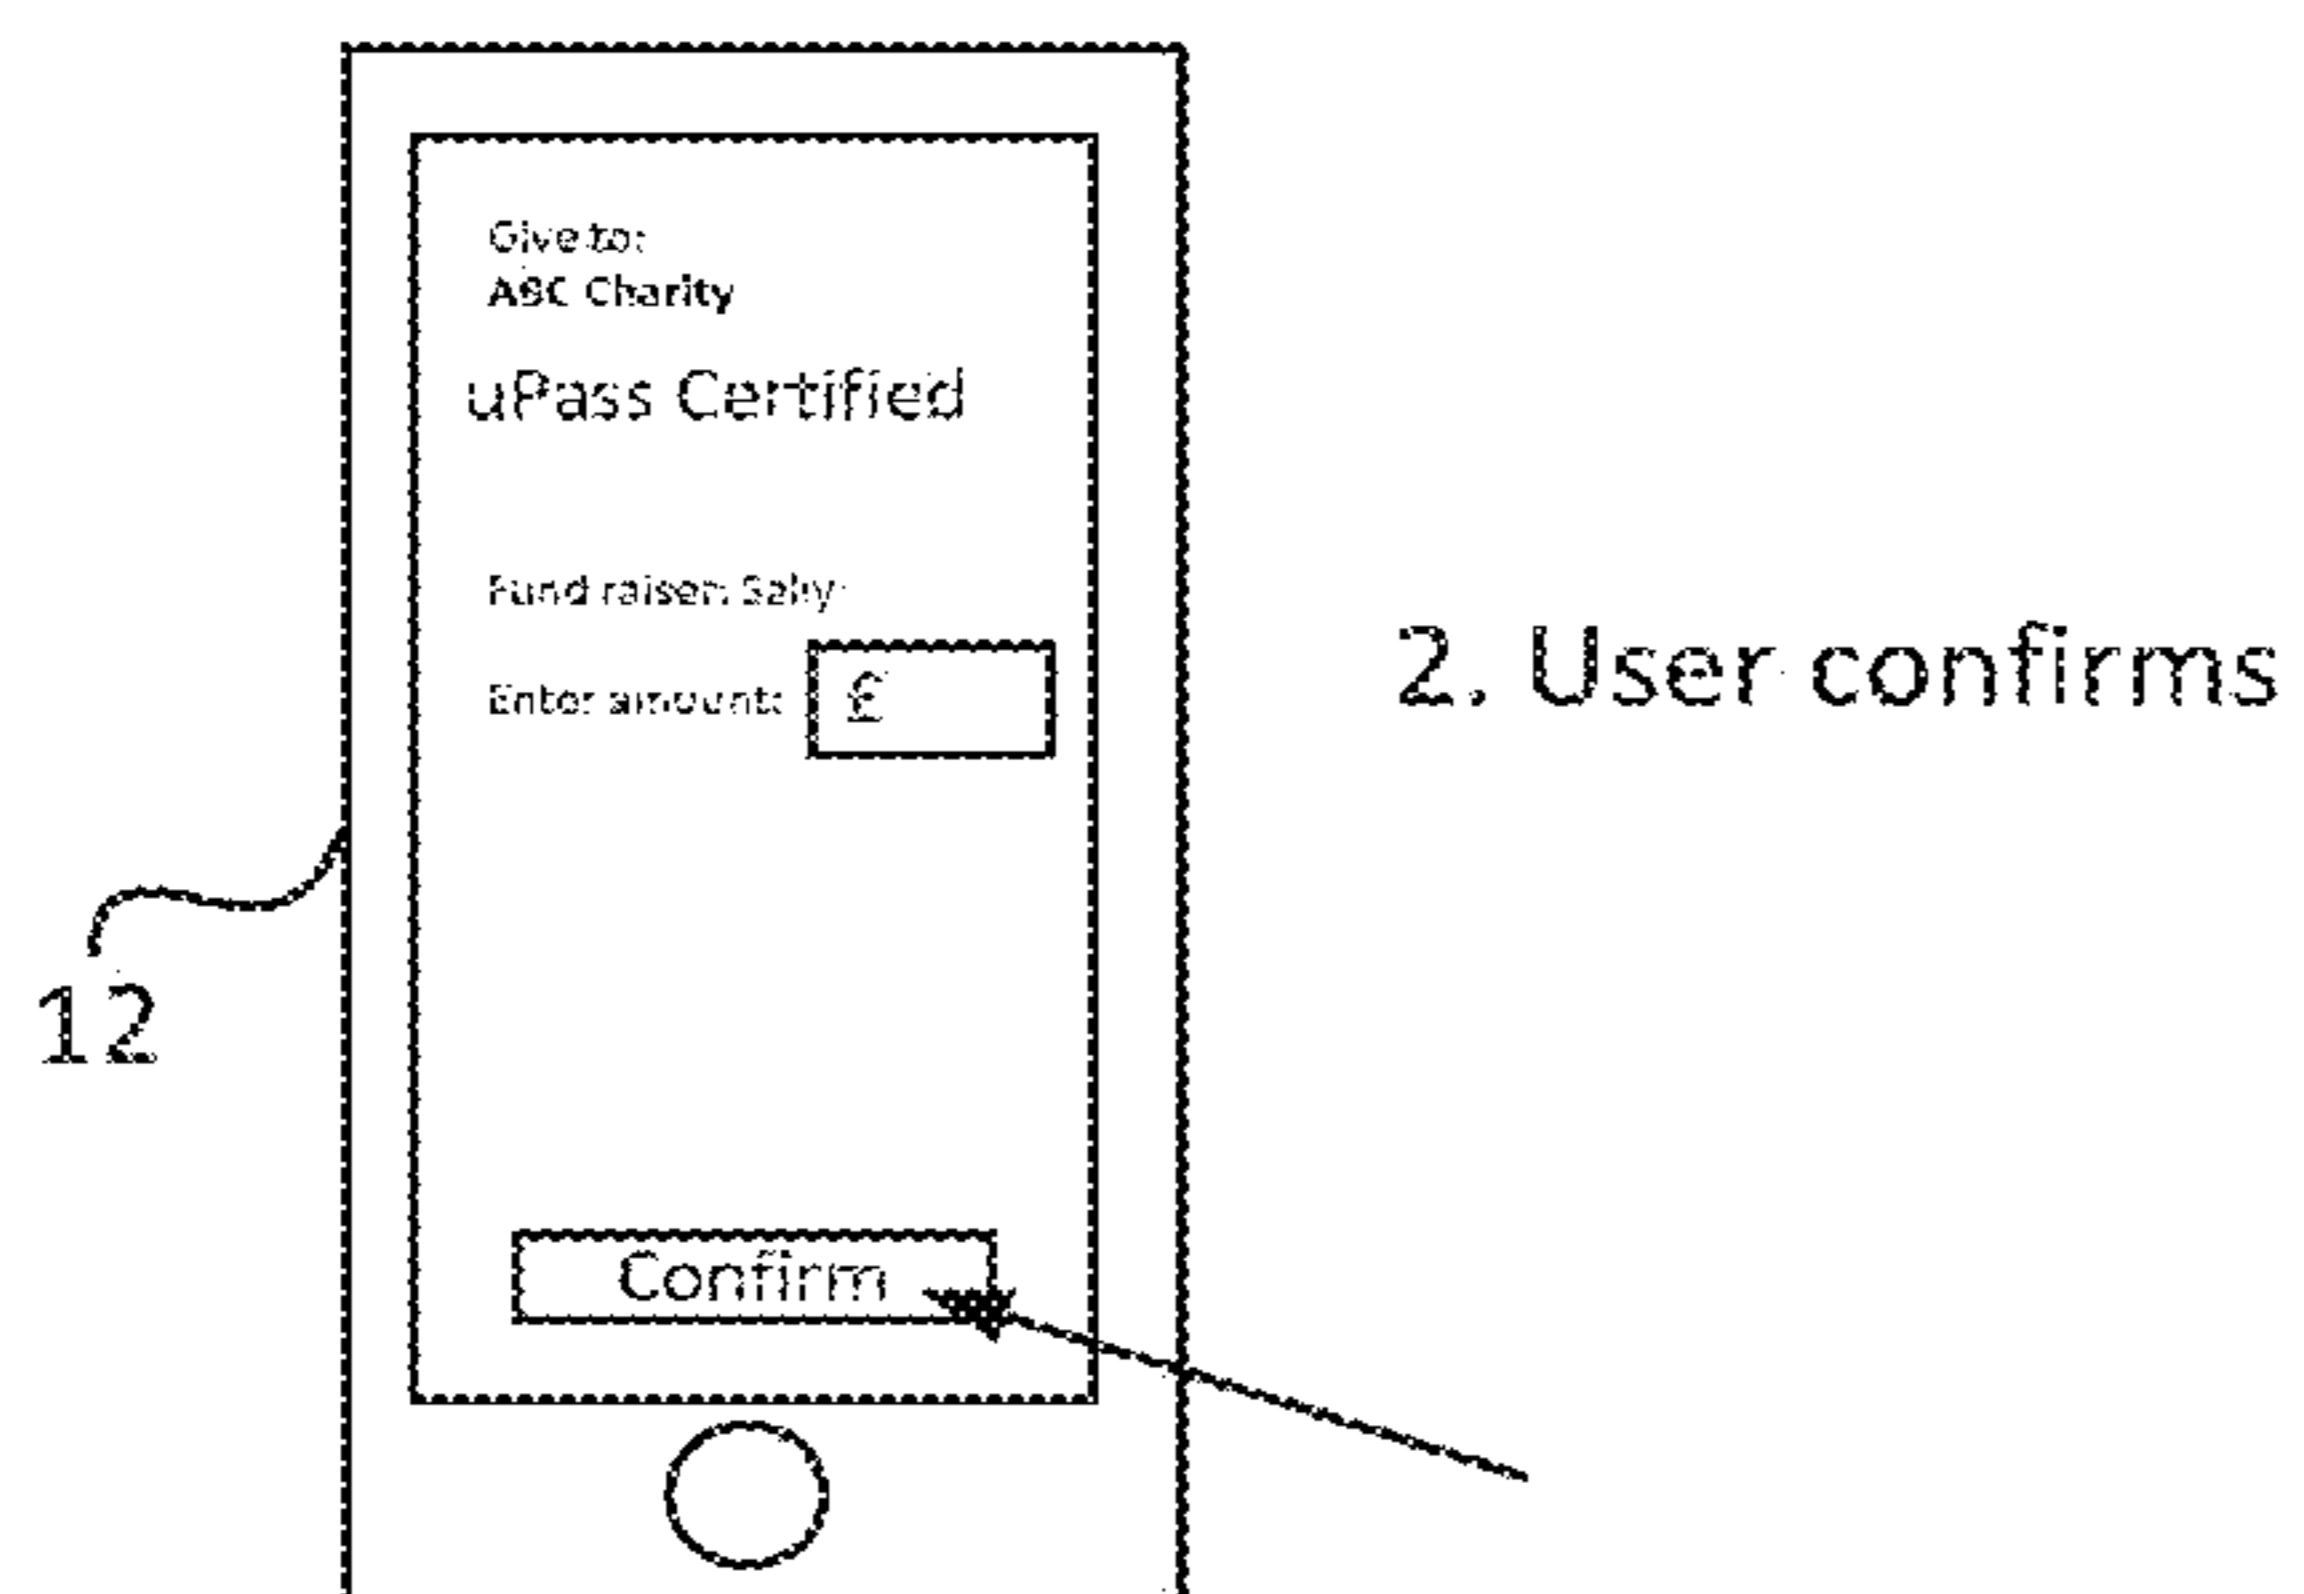 Give to:
ABC Charity
uPass Certified
Fund raiser: Sally
Enter amount: £
2. User confirms
12
Confirm